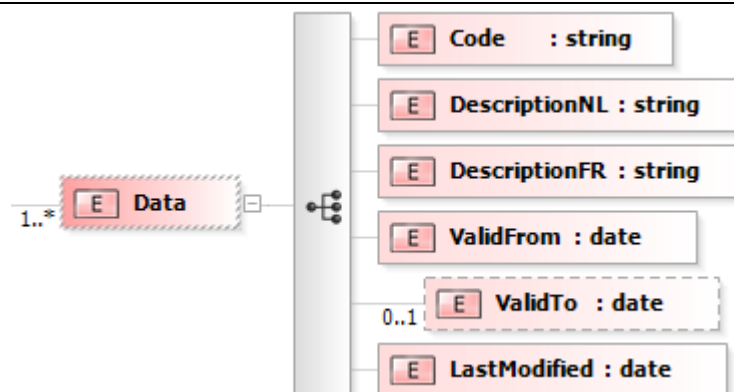 E Code : string
E DescriptionNL : string
E DescriptionFR : string
E ValidFrom : date
1..* E Data
0..1 E ValidTo : date
E LastModified : date